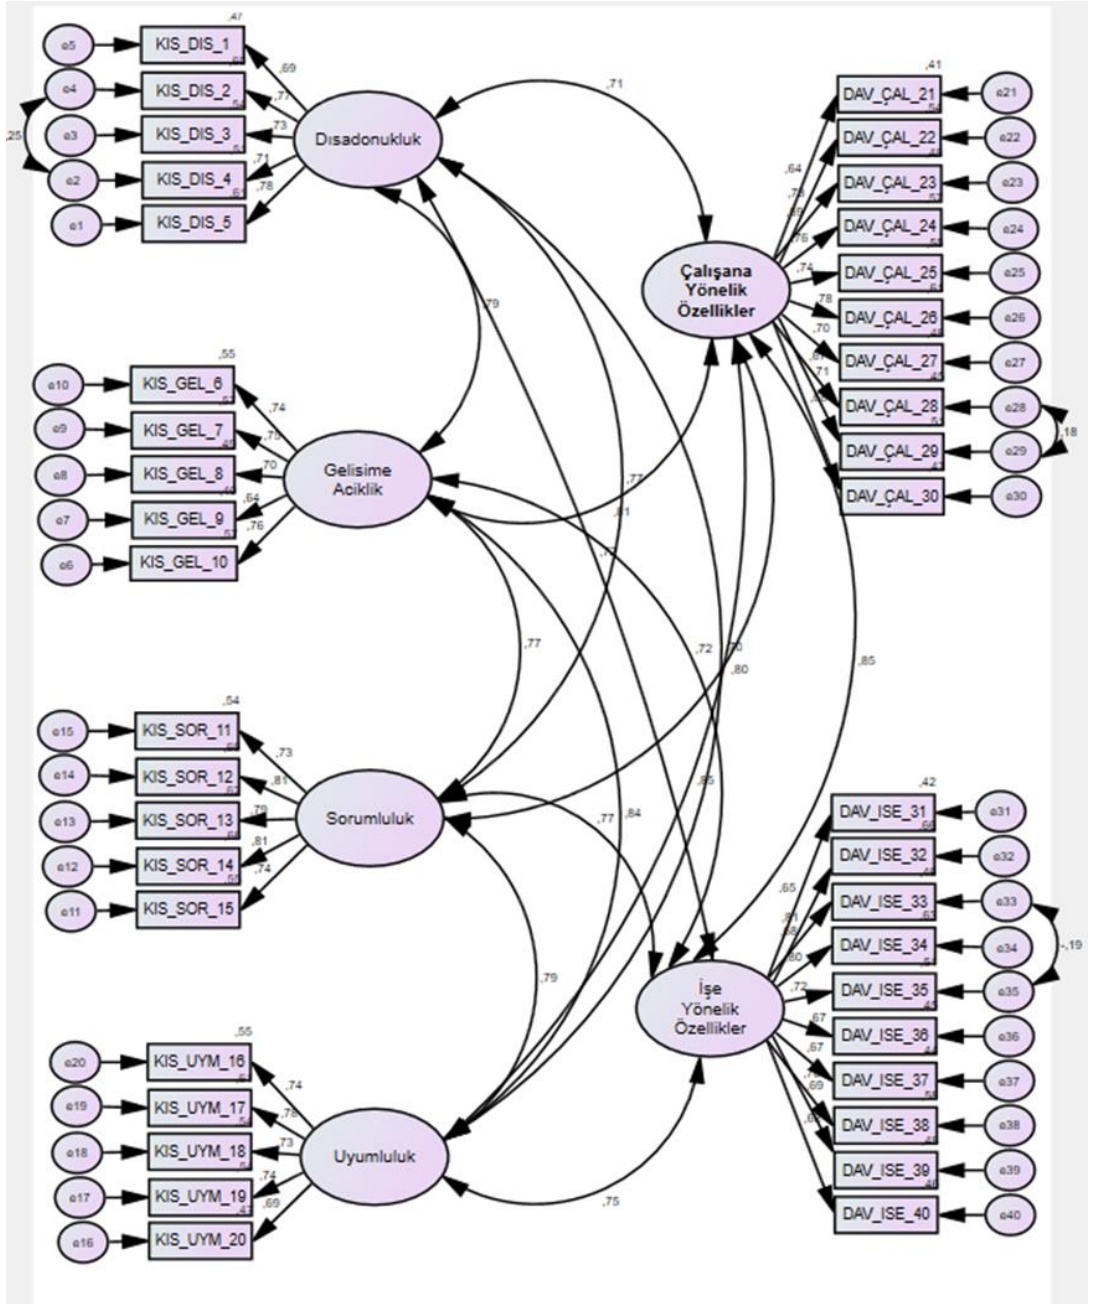 ,47
e5
KIS_DIS_1
,69
e4
KIS_DIS_2
,77
e3
KIS_DIS_3
,73
e2
KIS_DIS_4
,71
e1
KIS_DIS_5
,78
,25
Dısadonukluk
,71
,79
,55
e10
KIS_GEL_6
,74
e9
KIS_GEL_7
,75
e8
KIS_GEL_8
,70
e7
KIS_GEL_9
,64
e6
KIS_GEL_10
,76
Gelisime
Aciklik
,77
,81
,77
,72
,80
,85
,54
e15
KIS_SOR_11
,73
e14
KIS_SOR_12
,81
e13
KIS_SOR_13
,79
e12
KIS_SOR_14
,81
e11
KIS_SOR_15
,74
Sorumluluk
,77
,84
,79
,55
e20
KIS_UYM_16
,74
e19
KIS_UYM_17
,78
e18
KIS_UYM_18
,73
e17
KIS_UYM_19
,74
e16
KIS_UYM_20
,69
Uyumluluk
,75
Çalışana
Yönelik
Özellikler
,41
DAV_ÇAL_21
e21
DAV_ÇAL_22
e22
DAV_ÇAL_23
e23
DAV_ÇAL_24
e24
DAV_ÇAL_25
e25
DAV_ÇAL_26
e26
DAV_ÇAL_27
e27
DAV_ÇAL_28
e28
DAV_ÇAL_29
e29
DAV_ÇAL_30
e30
,64
,76
,74
,78
,70
,71
,18
İşe
Yönelik
Özellikler
,42
DAV_ISE_31
e31
DAV_ISE_32
e32
DAV_ISE_33
e33
DAV_ISE_34
e34
DAV_ISE_35
e35
DAV_ISE_36
e36
DAV_ISE_37
e37
DAV_ISE_38
e38
DAV_ISE_39
e39
DAV_ISE_40
e40
,65
,80
,72
,67
,67
,69
-,19